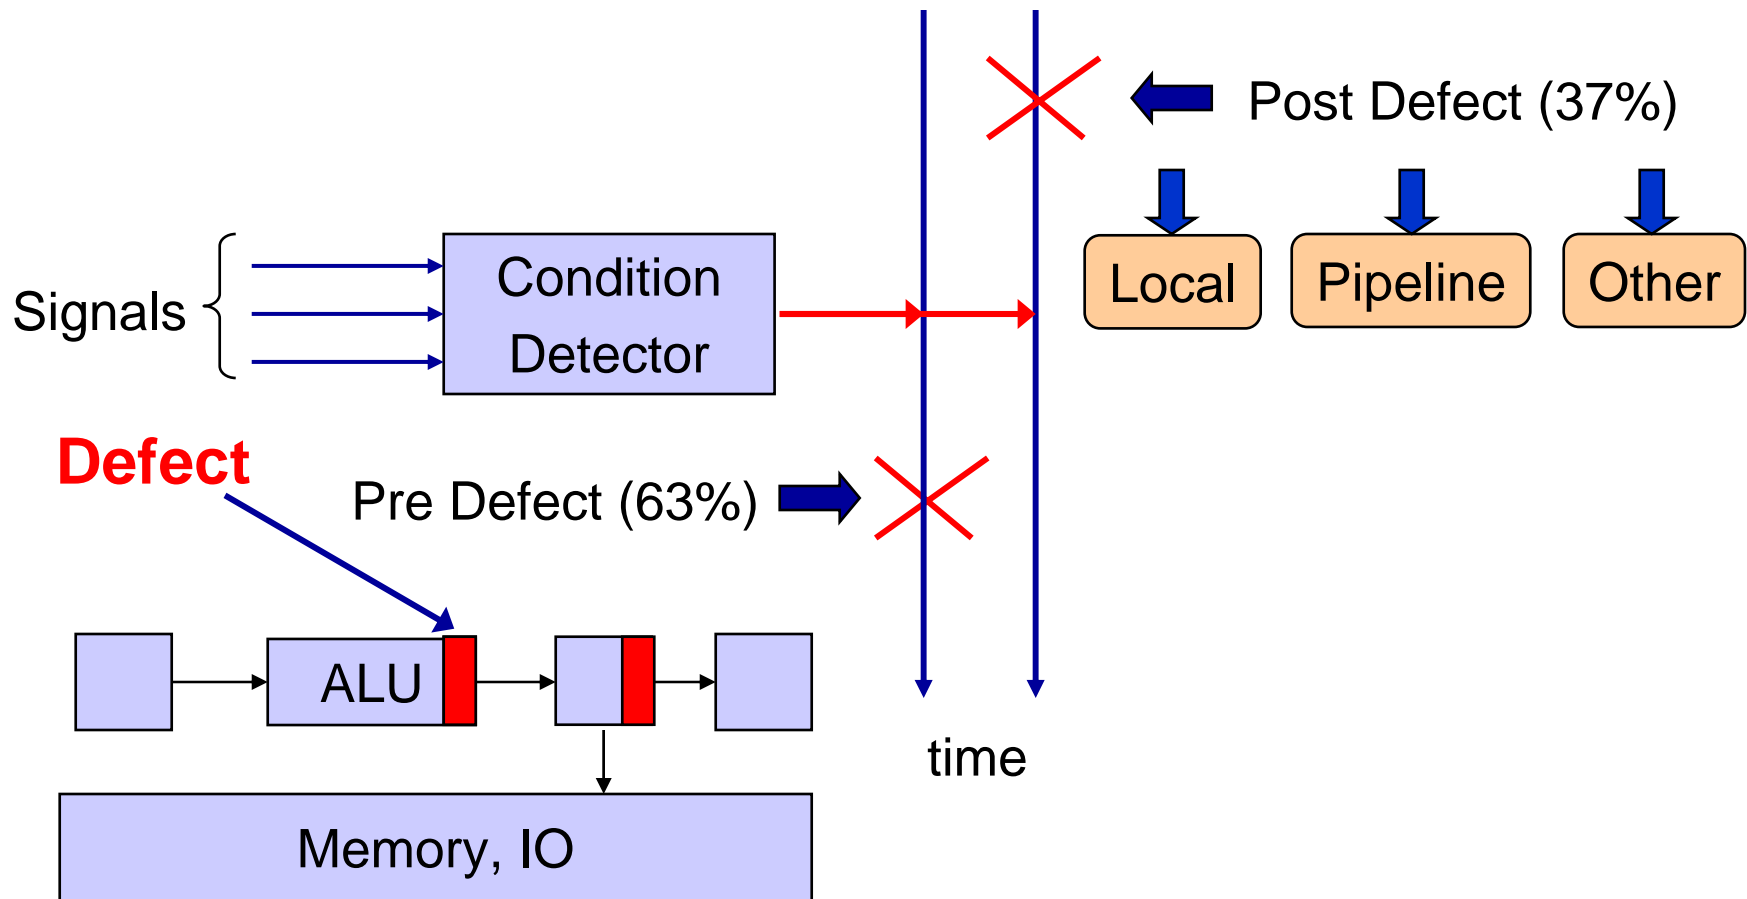 Post Defect (37%)
Local
Pipeline
Other
Signals
Condition
Detector
Defect
Pre Defect (63%)
ALU
time
Memory, IO